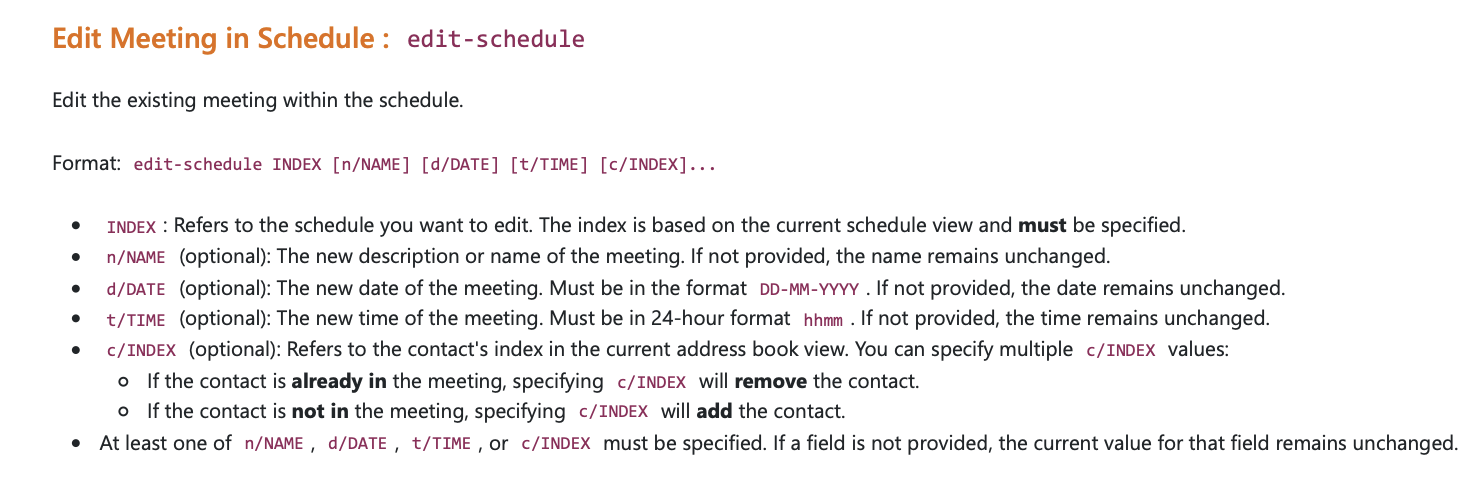 Edit Meeting in Schedule : edit-schedule
Edit the existing meeting within the schedule.
Format: edit-schedule INDEX [n/NAME] [d/DATE] [t/TIME] [c/INDEX]...
• INDEX : Refers to the schedule you want to edit. The index is based on the current schedule view and must be specified.
• n/NAME (optional): The new description or name of the meeting. If not provided, the name remains unchanged.
• d/DATE (optional): The new date of the meeting. Must be in the format DD-MM-YYYY . If not provided, the date remains unchanged.
• t/TIME (optional): The new time of the meeting. Must be in 24-hour format hhmm . If not provided, the time remains unchanged.
• c/INDEX (optional): Refers to the contact's index in the current address book view. You can specify multiple c/INDEX values:
○ If the contact is already in the meeting, specifying c/INDEX will remove the contact.
○ If the contact is not in the meeting, specifying c/INDEX will add the contact.
• At least one of n/NAME , d/DATE , t/TIME , or c/INDEX must be specified. If a field is not provided, the current value for that field remains unchanged.